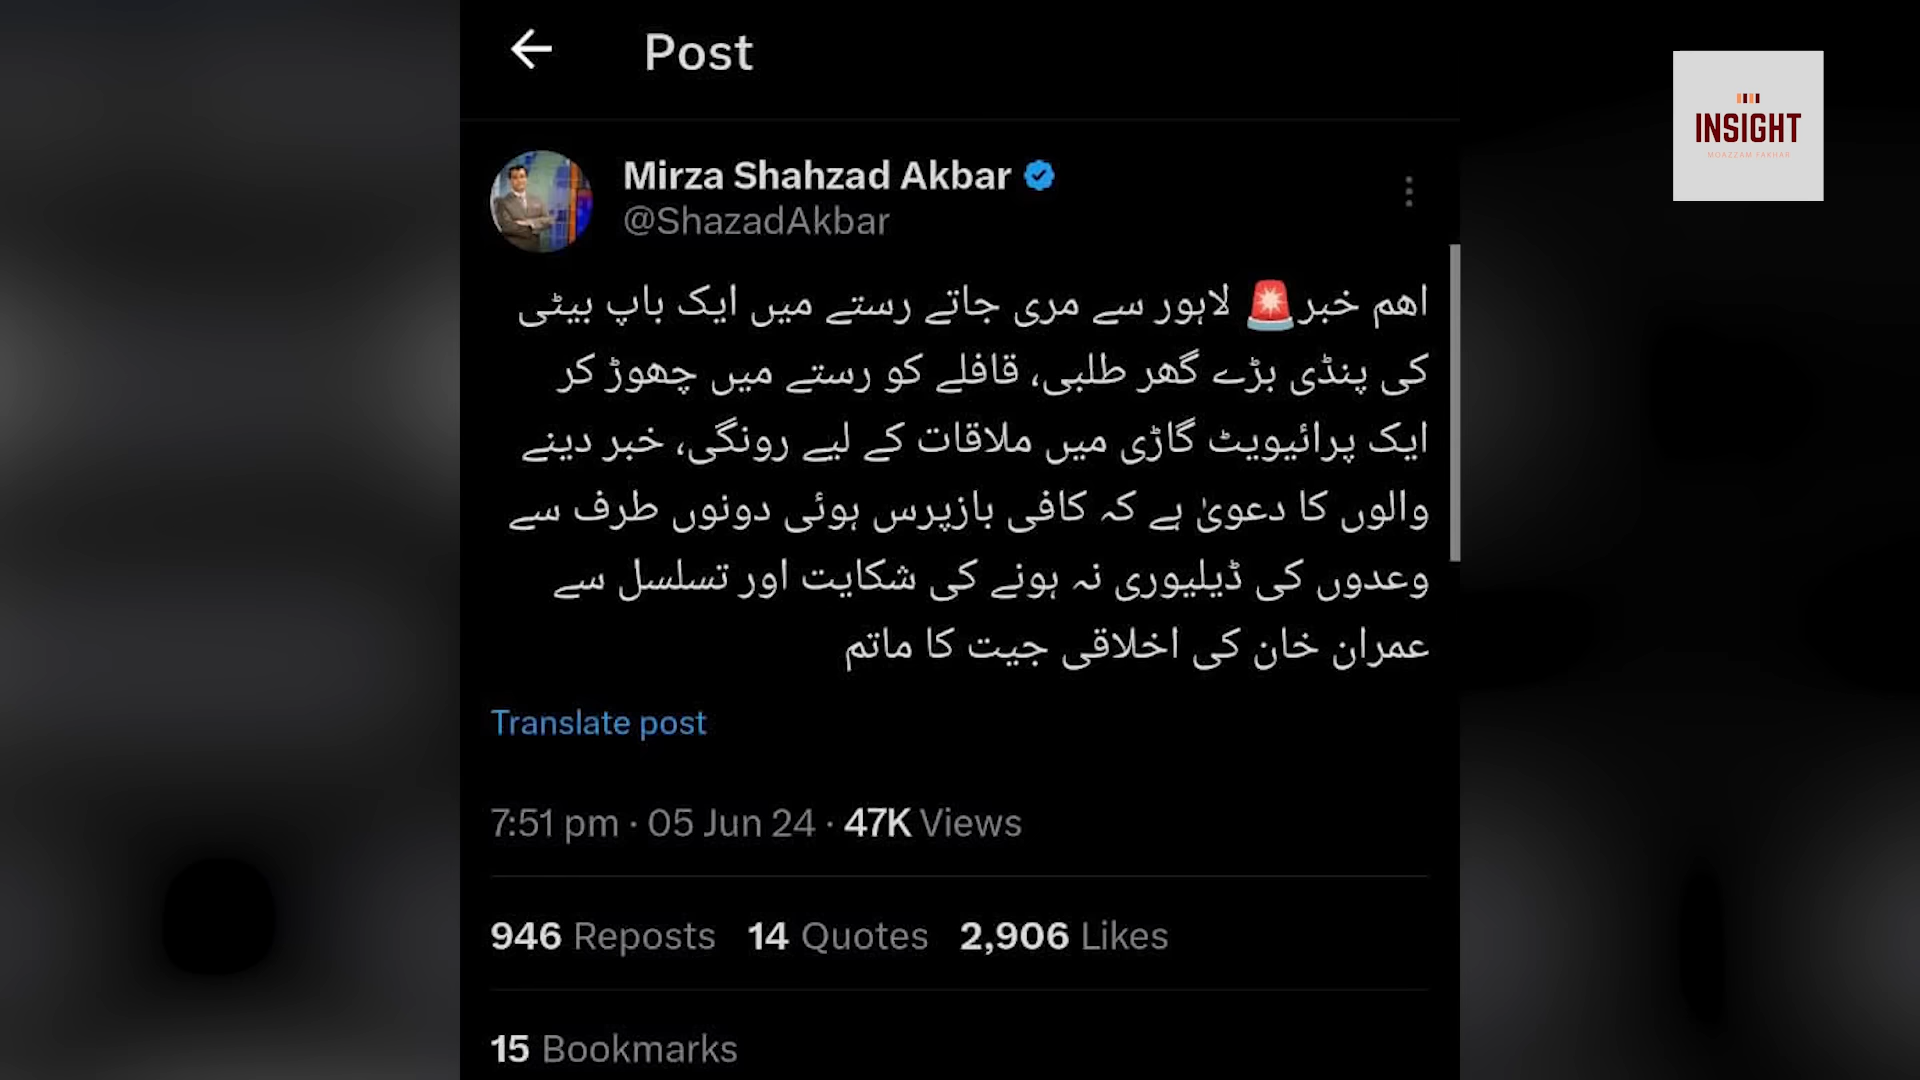 Post
INSIGHT
MOAZZAM FAKHAR
Mirza Shahzad Akbar
@ShazadAkbar
اھم خبر🚨 لاہور سے مری جاتے رستے میں ایک باپ بیٹی
کی پنڈی بڑے گھر طلبی، قافلے کو رستے میں چھوڑ کر
ایک پرائیویٹ گاڑی میں ملاقات کے لیے رونگی، خبر دینے
والوں کا دعویٰ ہے کہ کافی بازپرس ہوئی دونوں طرف سے
وعدوں کی ڈیلیوری نہ ہونے کی شکایت اور تسلسل سے
عمران خان کی اخلاقی جیت کا ماتم
Translate post
7:51 pm · 05 Jun 24 · 47K Views
946 Reposts 14 Quotes 2,906 Likes
15 Bookmarks